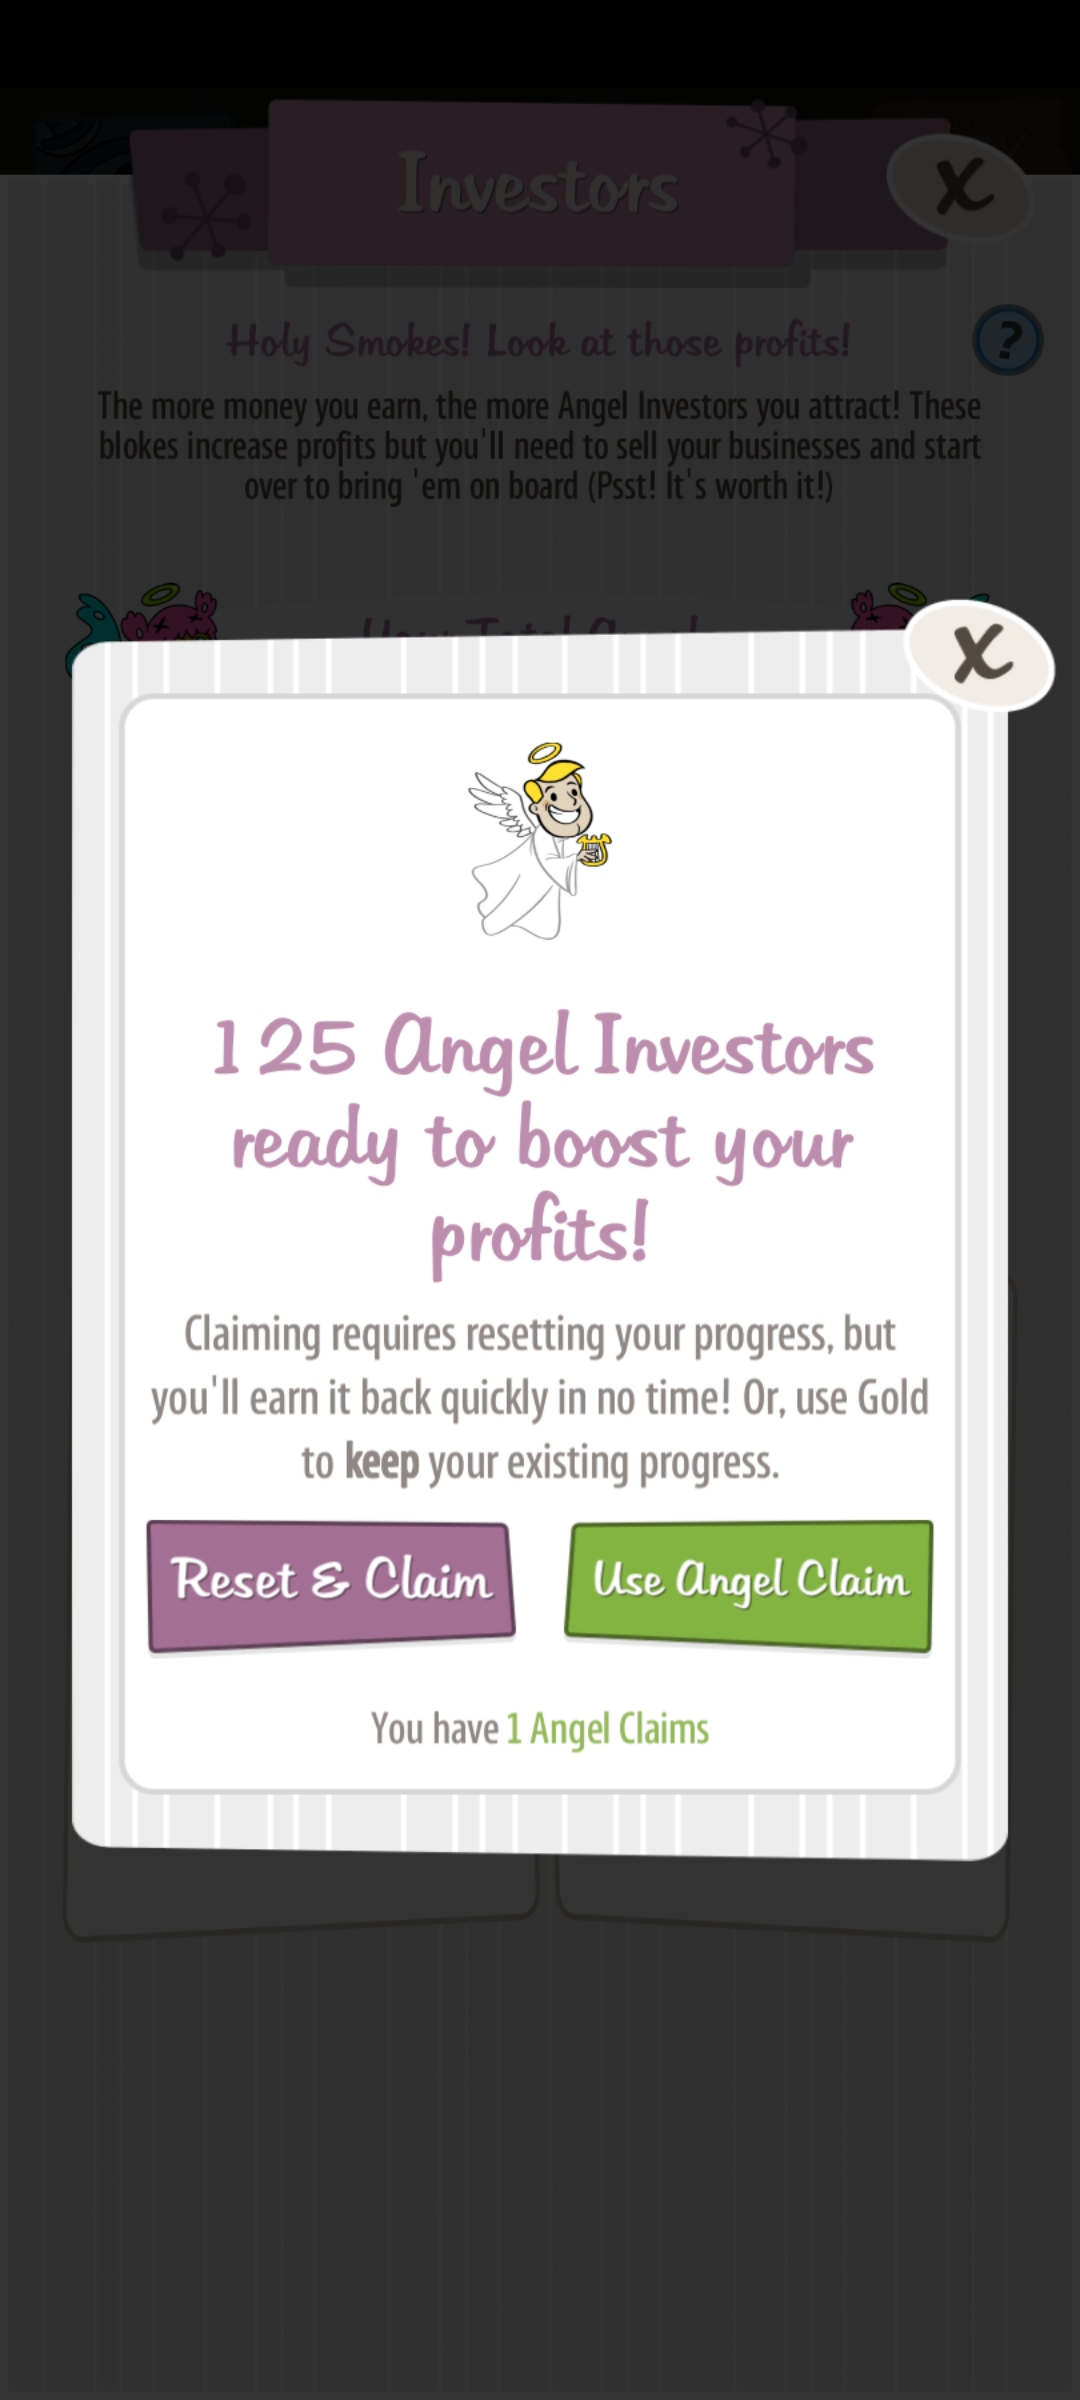 Investors
X
Holy Smokes! Look at those profits!
?
The more money you earn, the more Angel Investors you attract! These
blokes increase profits but you'll need to sell your businesses and start
over to bring 'em on board (Psst! It's worth it!)
Your Total Angel
X
125 Angel Investors
ready to boost your
profits!
Claiming requires resetting your progress, but
you'll earn it back quickly in no time! Or, use Gold
to keep your existing progress.
Reset & Claim
Use Angel Claim
You have 1 Angel Claims